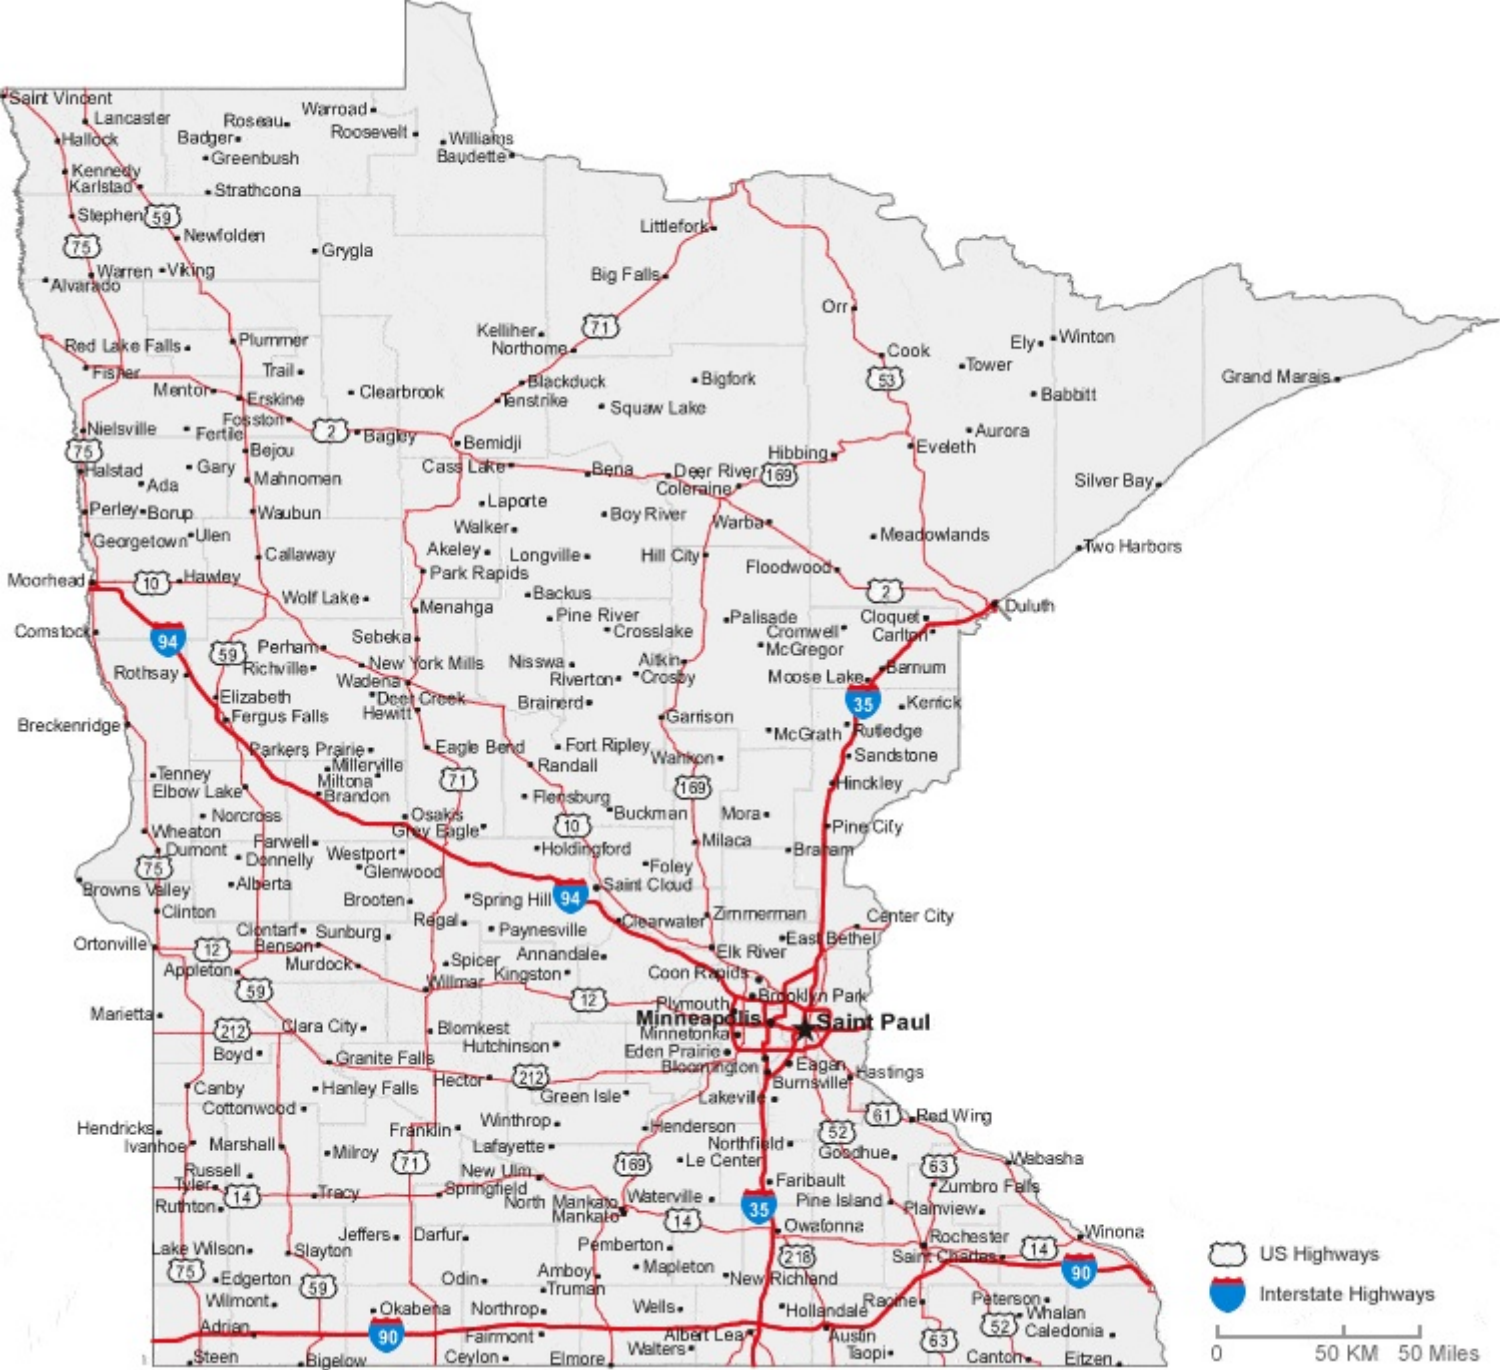 Saint Vincent
Lancaster
Hallock
Roseau
Warroad
Badger
Roosevelt
Williams
Greenbush
Baudette
Kennedy
Karlstad
Strathcona
Stephen
59
Littlefork
Newfolden
75
Grygla
Warren
Viking
Big Falls
Alvarado
Orr
71
Kelliher
Red Lake Falls
Plummer
Northome
Cook
Ely
Winton
Fisher
Trail
Tower
Mentor
Erskine
Clearbrook
Blackduck
Bigfork
53
Grand Marais
Tenstrike
Squaw Lake
Babbitt
Nielsville
Fertile
Fosston
2
Bagley
Bemidji
Aurora
75
Bejou
Hibbing
Eveleth
Halstad
Gary
Mahnomen
Cass Lake
Bena
Deer River
169
Ada
Coleraine
Silver Bay
Perley
Borup
Waubun
Laporte
Boy River
Warba
Georgetown
Ulen
Walker
Meadowlands
Callaway
Akeley
Longville
Hill City
Two Harbors
Moorhead
10
Hawley
Park Rapids
Floodwood
Wolf Lake
Backus
2
Menahga
Pine River
Palisade
Cloquet
Duluth
Comstock
94
Sebeka
Crosslake
Cromwell
Carlton
59
Perham
McGregor
Rothsay
Richville
New York Mills
Nisswa
Aitkin
Barnum
Wadena
Riverton
Crosby
Moose Lake
Elizabeth
Deer Creek
Brainerd
35
Kerrick
Breckenridge
Fergus Falls
Hewitt
Garrison
McGrath
Rutledge
Parkers Prairie
Eagle Bend
Fort Ripley
Wahkon
Sandstone
Tenney
Millerville
71
Randall
Elbow Lake
Miltona
169
Hinckley
Brandon
Flensburg
Norcross
Osakis
Buckman
Mora
Wheaton
Grey Eagle
10
Pine City
Dumont
Farwell
Westport
Holdingford
Milaca
Braham
75
Donnelly
Glenwood
Foley
Browns Valley
Alberta
Saint Cloud
Brooten
Spring Hill
94
Clinton
Regal
Clearwater
Zimmerman
Center City
Clontarf
Sunburg
Paynesville
East Bethel
Ortonville
12
Benson
Elk River
Appleton
Murdock
Spicer
Annandale
Coon Rapids
59
Willmar
Kingston
Brooklyn Park
12
Plymouth
Marietta
Minneapolis
Saint Paul
212
Clara City
Blomkest
Minnetonka
Boyd
Granite Falls
Hutchinson
Eden Prairie
Bloomington
Eagan
Hastings
Canby
Hanley Falls
Hector
212
Burnsville
Cottonwood
Green Isle
Lakeville
61
Red Wing
Hendricks
Winthrop
Henderson
52
Ivanhoe
Marshall
Franklin
Lafayette
Northfield
Milroy
71
169
Le Center
Goodhue
63
Wabasha
Russell
New Ulm
Faribault
Tyler
14
Tracy
Springfield
Waterville
35
Pine Island
Zumbro Falls
Ruthton
North Mankato
Plainview
Mankato
14
Owatonna
Winona
Jeffers
Darfur
Rochester
Lake Wilson
Slayton
Pemberton
218
Saint Charles
14
75
Edgerton
59
Odin
Amboy
Mapleton
New Richland
90
Wilmont
Truman
Okabena
Northrop
Wells
Hollandale
Racine
Peterson
Whalan
Adrian
90
Fairmont
Albert Lea
Austin
63
52
Caledonia
Steen
Bigelow
Ceylon
Elmore
Walters
Taopi
Canton
Eitzen
US Highways
Interstate Highways
0
50 KM
50 Miles